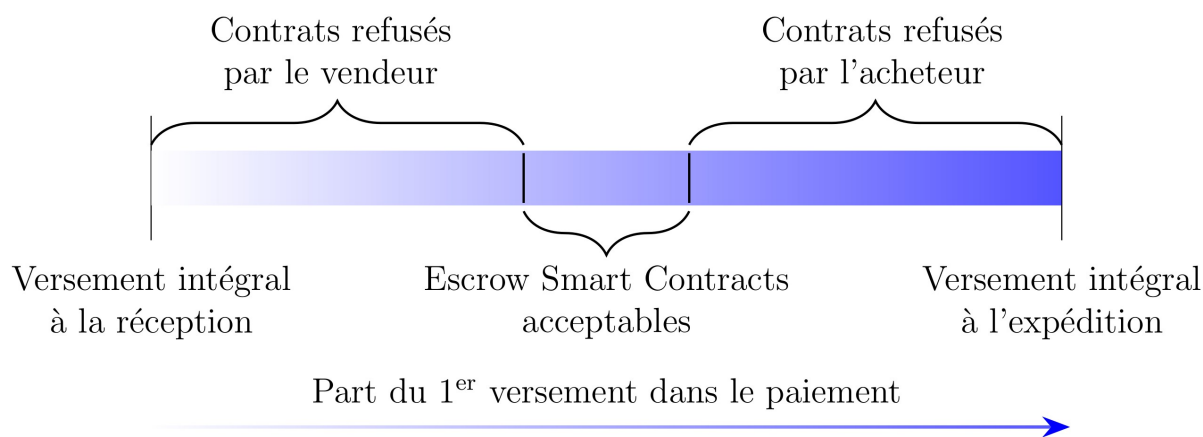 Contrats refusés
par le vendeur
Contrats refusés
par l'acheteur
Versement intégral
à la réception
Escrow Smart Contracts
acceptables
Versement intégral
à l'expédition
Part du 1er versement dans le paiement